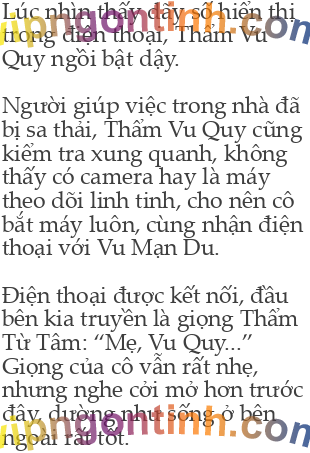 Lúc nhìn thấy dãy số hiển thị
trong điện thoại, Thẩm Vu
Quy ngồi bật dậy.
Người giúp việc trong nhà đã
bị sa thải, Thẩm Vu Quy cũng
kiểm tra xung quanh, không
thấy có camera hay là máy
theo dõi linh tinh, cho nên cô
bắt máy luôn, cùng nhận điện
thoại với Vu Mạn Du.
Điện thoại được kết nối, đầu
bên kia truyền là giọng Thẩm
Từ Tâm: “Mẹ, Vu Quy...”
Giọng của cô vẫn rất nhẹ,
nhưng nghe cởi mở hơn trước
đây, dường như sống ở bên
ngoài rất tốt.
vipngontinh.com
vipngontinh.com